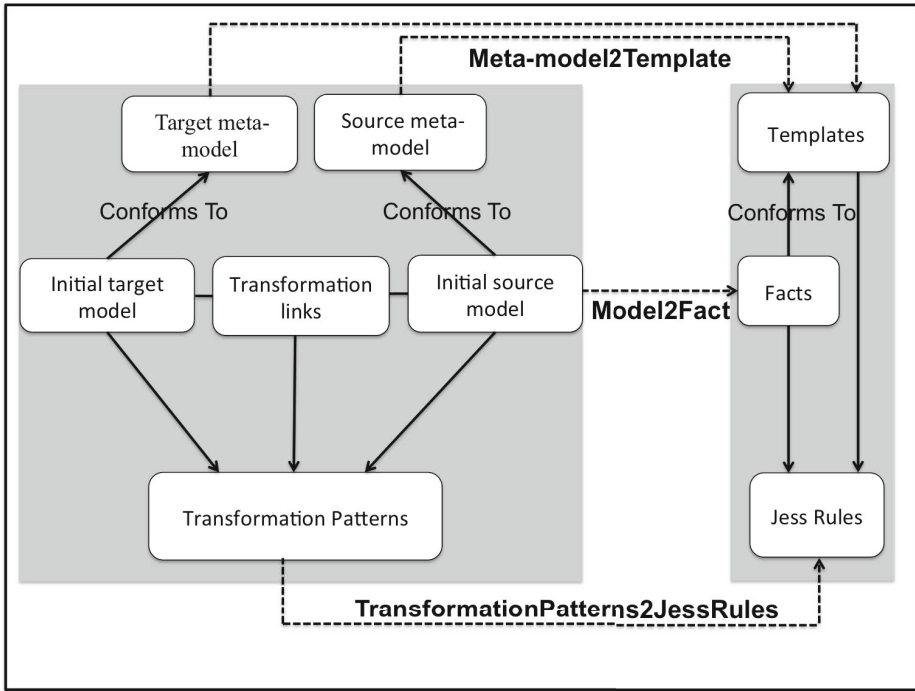 Meta-model2Template
Target meta-
model
Source meta-
model
Templates
Conforms To
Conforms To
Conforms To
Initial target
model
Transformation
links
Initial source
model
Facts
Model2Fact
Transformation Patterns
Jess Rules
TransformationPatterns2JessRules